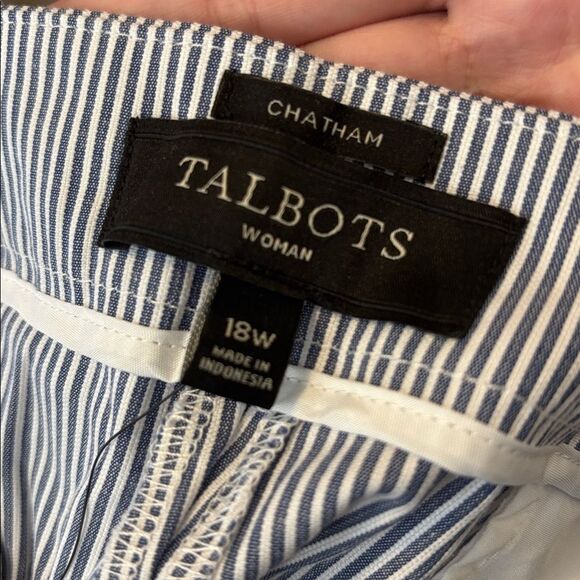 CHATHAM
TALBOTS
WOMAN
18W
MADE IN
INDONESIA